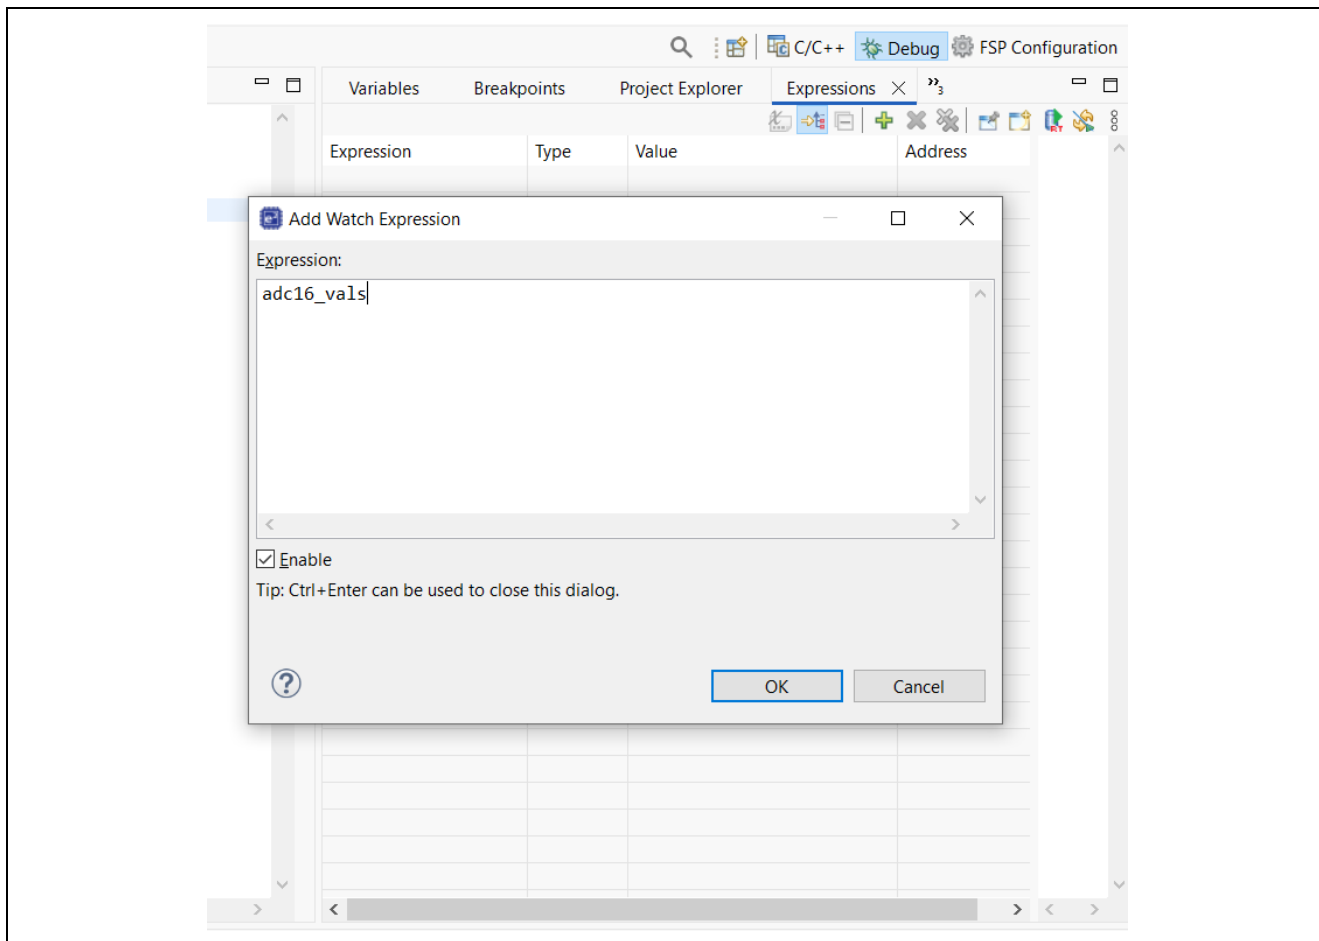 C/C++ Debug FSP Configuration
Variables Breakpoints Project Explorer Expressions »3
Expression Type Value Address
Add Watch Expression
Expression:
adc16_vals
Enable
Tip: Ctrl+Enter can be used to close this dialog.
OK Cancel